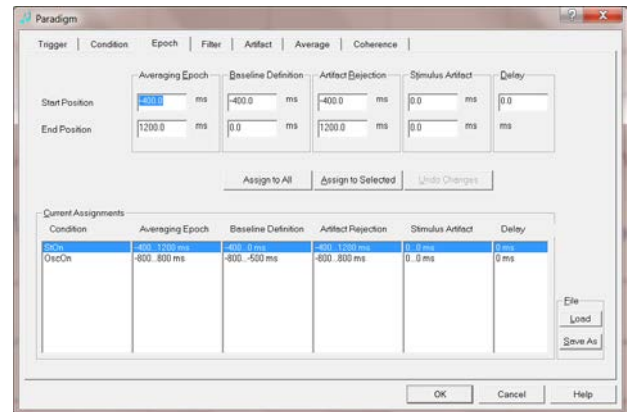 Paradigm
Trigger Condition Epoch Filter Artifact Average Coherence
Averaging Epoch Baseline Definition Artifact Rejection Stimulus Artifact Delay
Start Position -400.0 ms -400.0 ms -400.0 ms 0.0 ms 0.0
End Position 1200.0 ms 0.0 ms 1200.0 ms 0.0 ms ms
Assign to All Assign to Selected Undo Changes
Current Assignments
Condition Averaging Epoch Baseline Definition Artifact Rejection Stimulus Artifact Delay
StOn -400..1200 ms -400..0 ms -400..1200 ms 0..0 ms 0 ms
OscOn -800..800 ms -800..-500 ms -800..800 ms 0..0 ms 0 ms
File
Load
Save As
OK Cancel Help